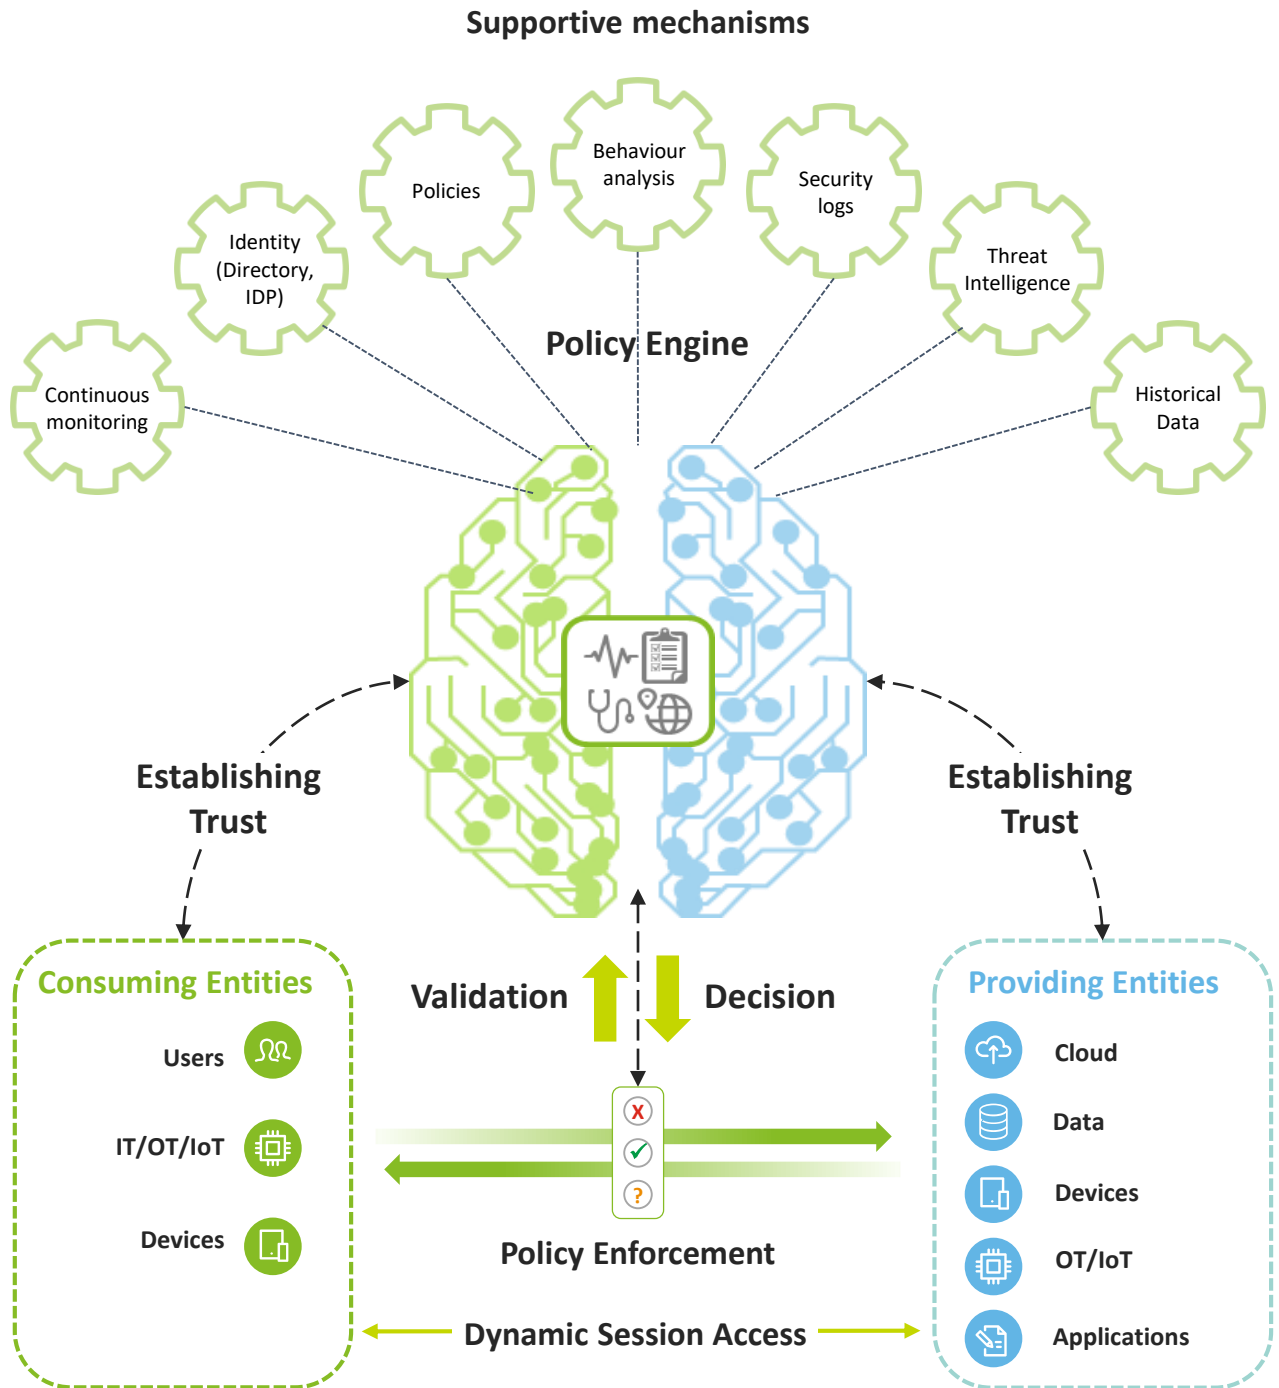 Supportive mechanisms
Behaviour
analysis
Policies
Security
logs
Identity
(Directory,
IDP)
Threat
Intelligence
Policy Engine
Continuous
monitoring
Historical
Data
Establishing
Trust
Establishing
Trust
Consuming Entities
Users
IT/OT/IoT
Devices
Validation
Decision
X
?
Policy Enforcement
Dynamic Session Access
Providing Entities
Cloud
Data
Devices
OT/IoT
Applications